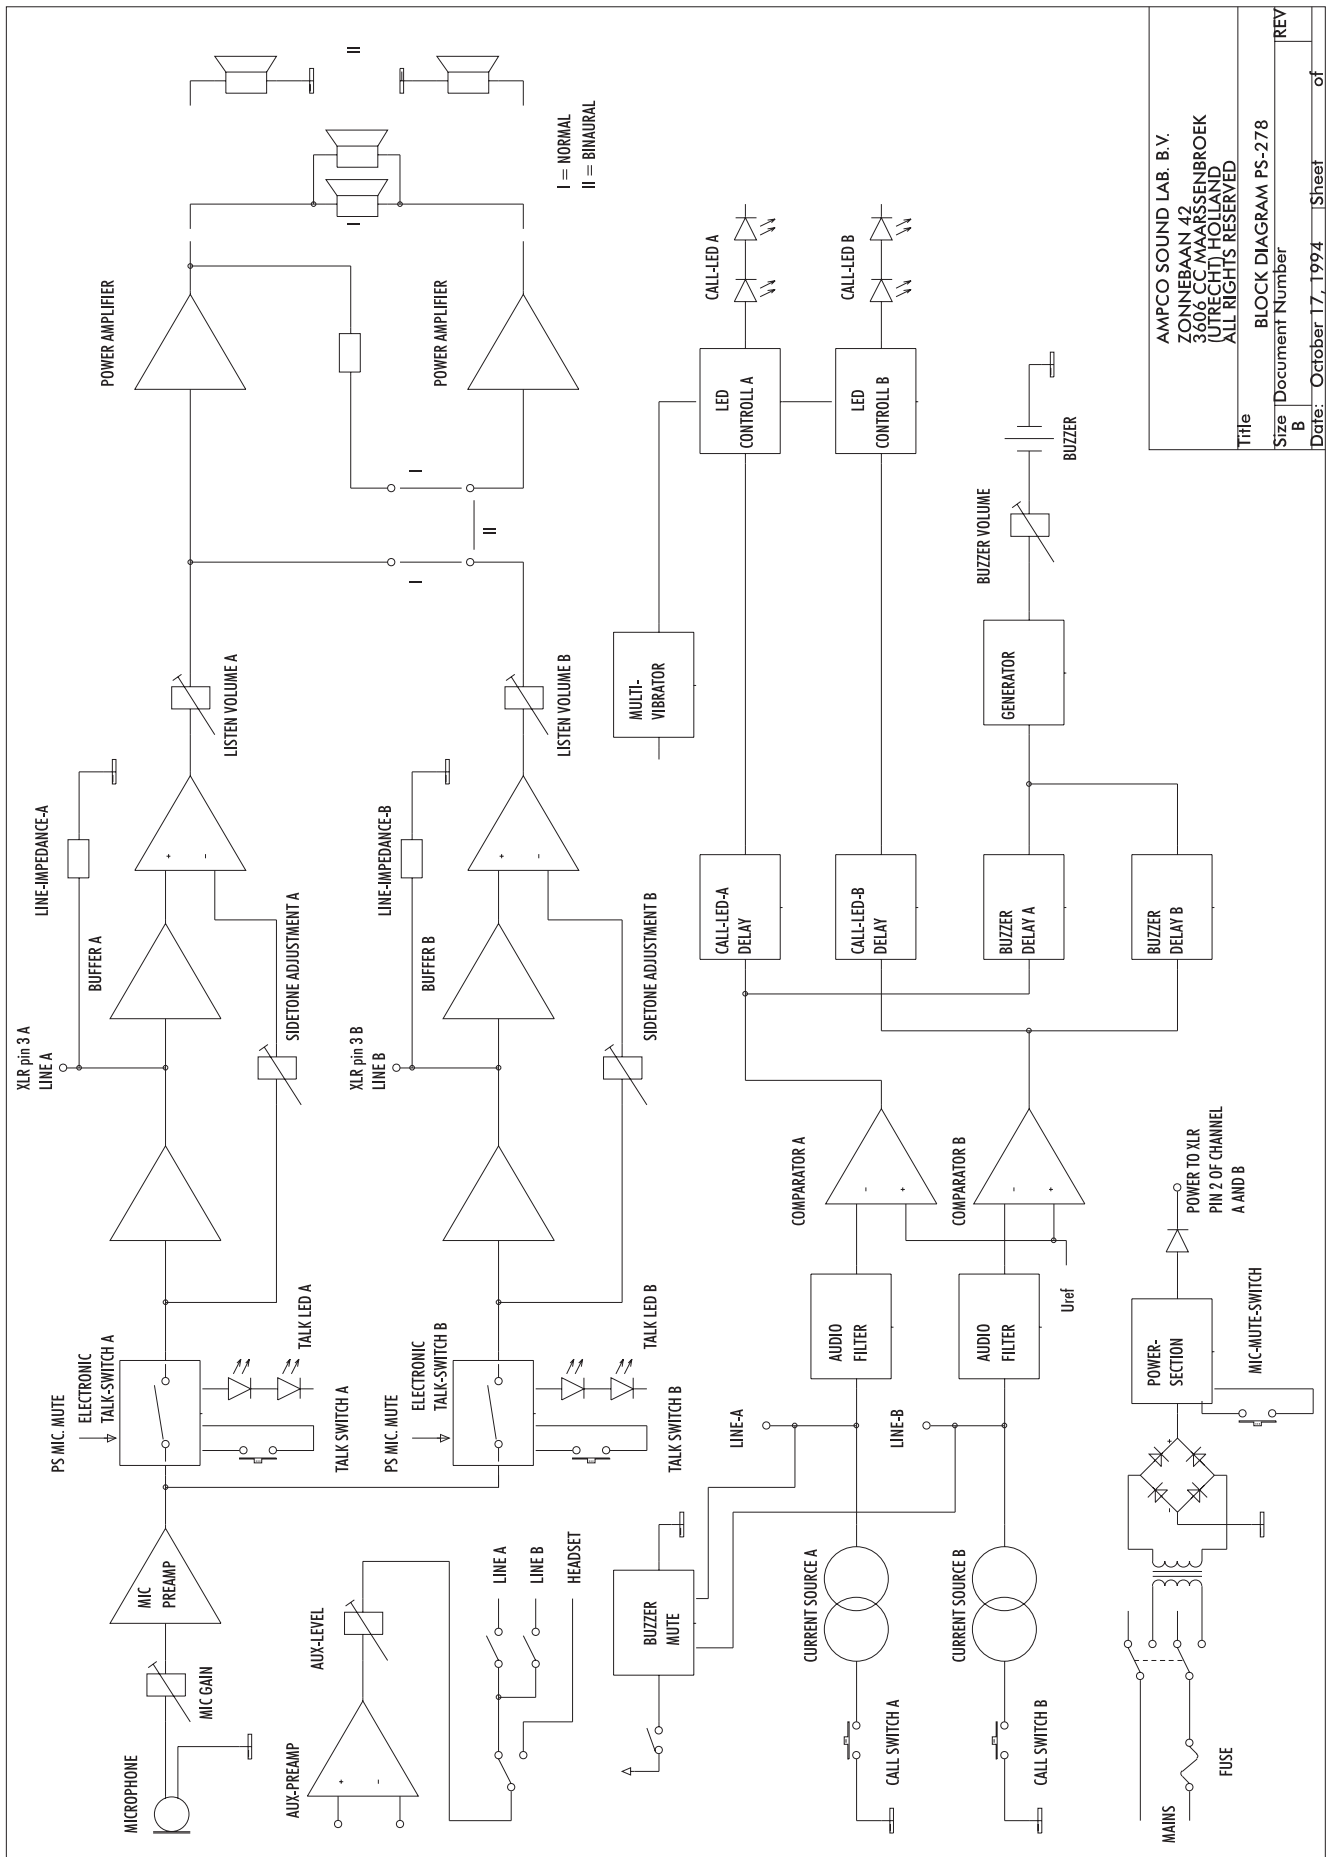 MICROPHONE
MIC GAIN
MIC
PREAMP
PS MIC. MUTE
ELECTRONIC
TALK-SWITCH A
TALK LED A
TALK SWITCH A
XLR pin 3 A
LINE A
LINE-IMPEDANCE-A
BUFFER A
+
-
SIDETONE ADJUSTMENT A
LISTEN VOLUME A
POWER AMPLIFIER
I
II
I = NORMAL
II = BINAURAL
AUX-PREAMP
+
-
AUX-LEVEL
LINE A
LINE B
HEADSET
PS MIC. MUTE
ELECTRONIC
TALK-SWITCH B
TALK LED B
TALK SWITCH B
XLR pin 3 B
LINE B
LINE-IMPEDANCE-B
BUFFER B
+
-
SIDETONE ADJUSTMENT B
LISTEN VOLUME B
I
I
II
POWER AMPLIFIER
BUZZER
MUTE
LINE-A
LINE-B
MULTI-
VIBRATOR
CALL SWITCH A
CURRENT SOURCE A
AUDIO
FILTER
COMPARATOR A
-
+
CALL-LED-A
DELAY
LED
CONTROLL A
CALL-LED A
CALL-LED-B
DELAY
LED
CONTROLL B
CALL-LED B
CALL SWITCH B
CURRENT SOURCE B
AUDIO
FILTER
Uref
COMPARATOR B
-
+
BUZZER
DELAY A
BUZZER
DELAY B
GENERATOR
BUZZER VOLUME
BUZZER
MAINS
FUSE
+
-
POWER-
SECTION
MIC-MUTE-SWITCH
POWER TO XLR
PIN 2 OF CHANNEL
A AND B
AMPCO SOUND LAB. B.V.
ZONNEBAAN 42
3606 CC MAARSSENBROEK
(UTRECHT) HOLLAND
ALL RIGHTS RESERVED
Title
BLOCK DIAGRAM PS-278
Size Document Number REV
B
Date: October 17, 1994 Sheet of